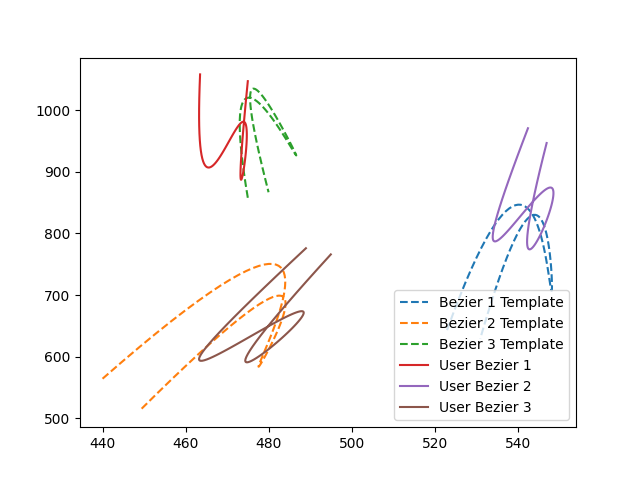 1000
900
800
700
600
500
440 460 480 500 520 540
Bezier 1 Template
Bezier 2 Template
Bezier 3 Template
User Bezier 1
User Bezier 2
User Bezier 3